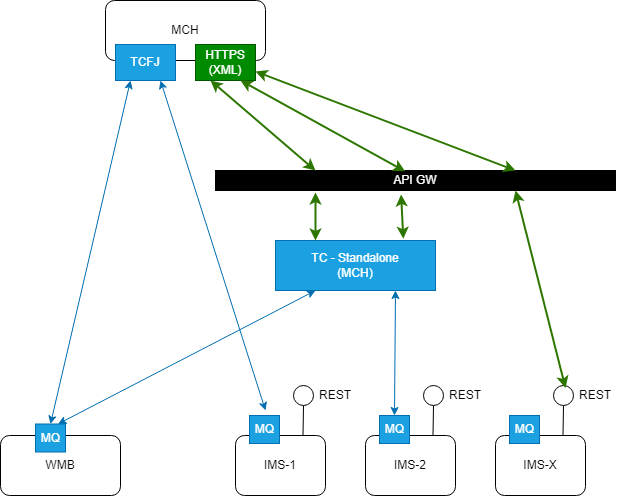 MCH
TCFJ
HTTPS
(XML)
API GW
TC - Standalone
(MCH)
REST
REST
REST
MQ
MQ
MQ
MQ
WMB
IMS-1
IMS-2
IMS-X